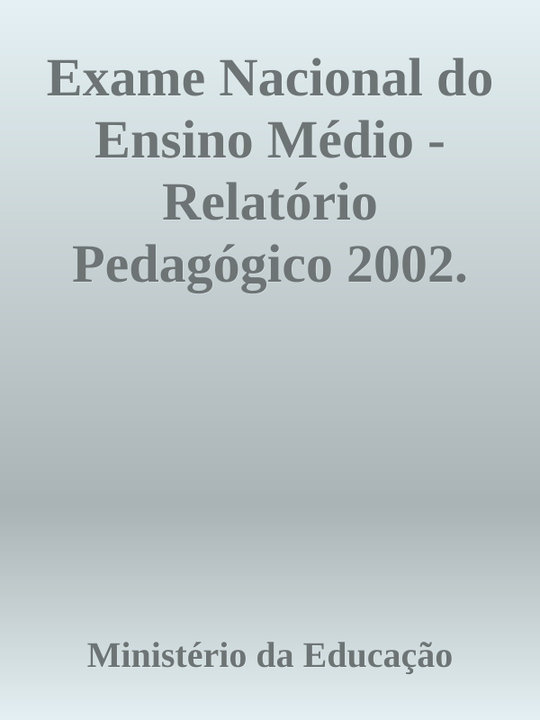 Exame Nacional do
Ensino Médio -
Relatório
Pedagógico 2002.
Ministério da Educação